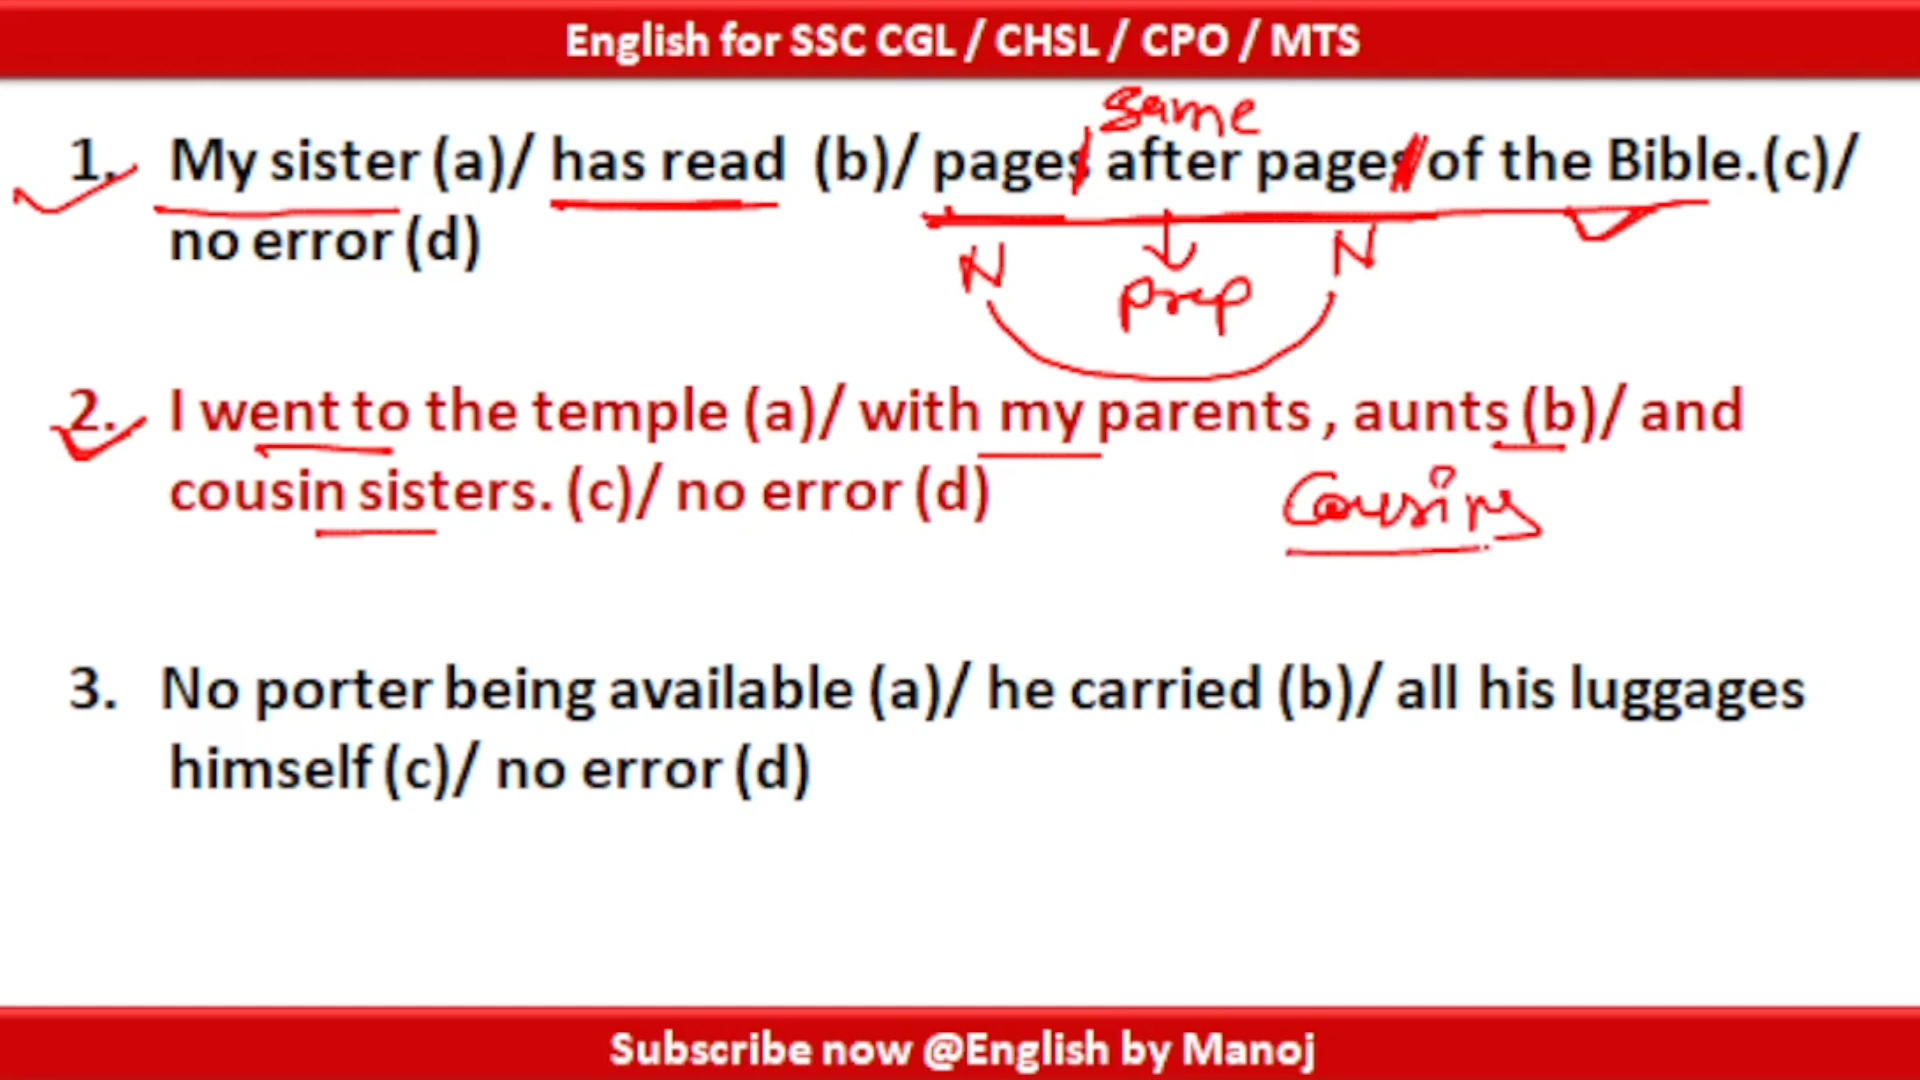 English for SSC CGL / CHSL / CPO / MTS
same
1. My sister (a)/ has read (b)/ pages after pages of the Bible.(c)/
no error (d)
N N
prep
2. I went to the temple (a)/ with my parents , aunts (b)/ and
cousin sisters. (c)/ no error (d)
Cousins
3. No porter being available (a)/ he carried (b)/ all his luggages
himself (c)/ no error (d)
Subscribe now @English by Manoj